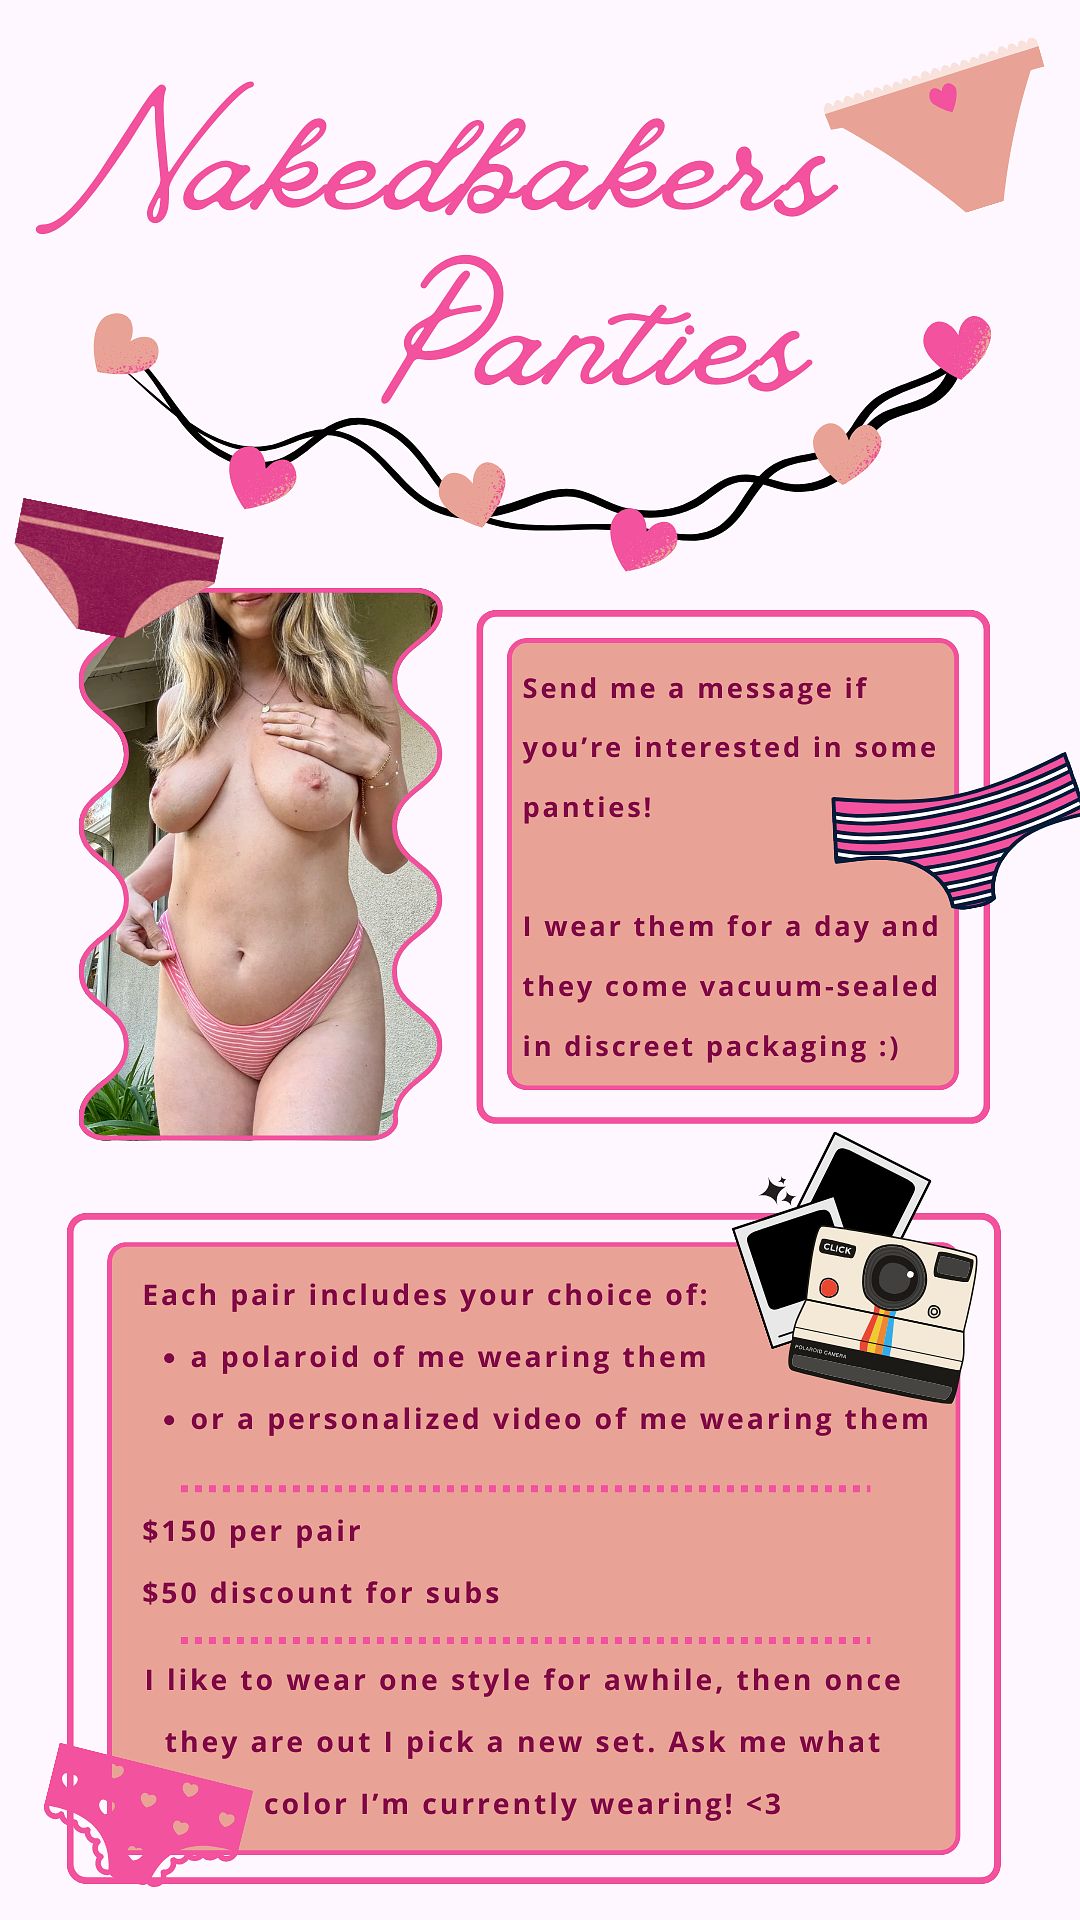 Nakedbakers
Panties
Send me a message if
you’re interested in some
panties!
I wear them for a day and
they come vacuum-sealed
in discreet packaging :)
CLICK
POLAROID CAMERA
Each pair includes your choice of:
• a polaroid of me wearing them
• or a personalized video of me wearing them
$150 per pair
$50 discount for subs
I like to wear one style for awhile, then once
they are out I pick a new set. Ask me what
color I’m currently wearing! <3